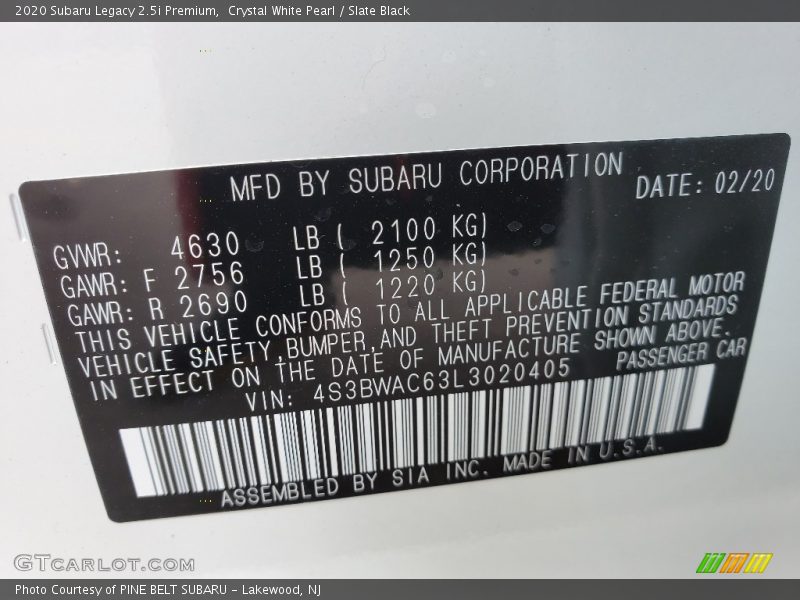 2020 Subaru Legacy 2.5i Premium,  Crystal White Pearl / Slate Black
MFD BY SUBARU CORPORATION DATE: 02/20
GVWR: 4630 LB ( 2100 KG)
GAWR: F 2756 LB ( 1250 KG)
GAWR: R 2690 LB ( 1220 KG)
THIS VEHICLE CONFORMS TO ALL APPLICABLE FEDERAL MOTOR
VEHICLE SAFETY,BUMPER,AND THEFT PREVENTION STANDARDS
IN EFFECT ON THE DATE OF MANUFACTURE SHOWN ABOVE.
VIN: 4S3BWAC63L3020405 PASSENGER CAR
ASSEMBLED BY SIA INC. MADE IN U.S.A.
GTCARLOT.COM
Photo Courtesy of PINE BELT SUBARU - Lakewood, NJ